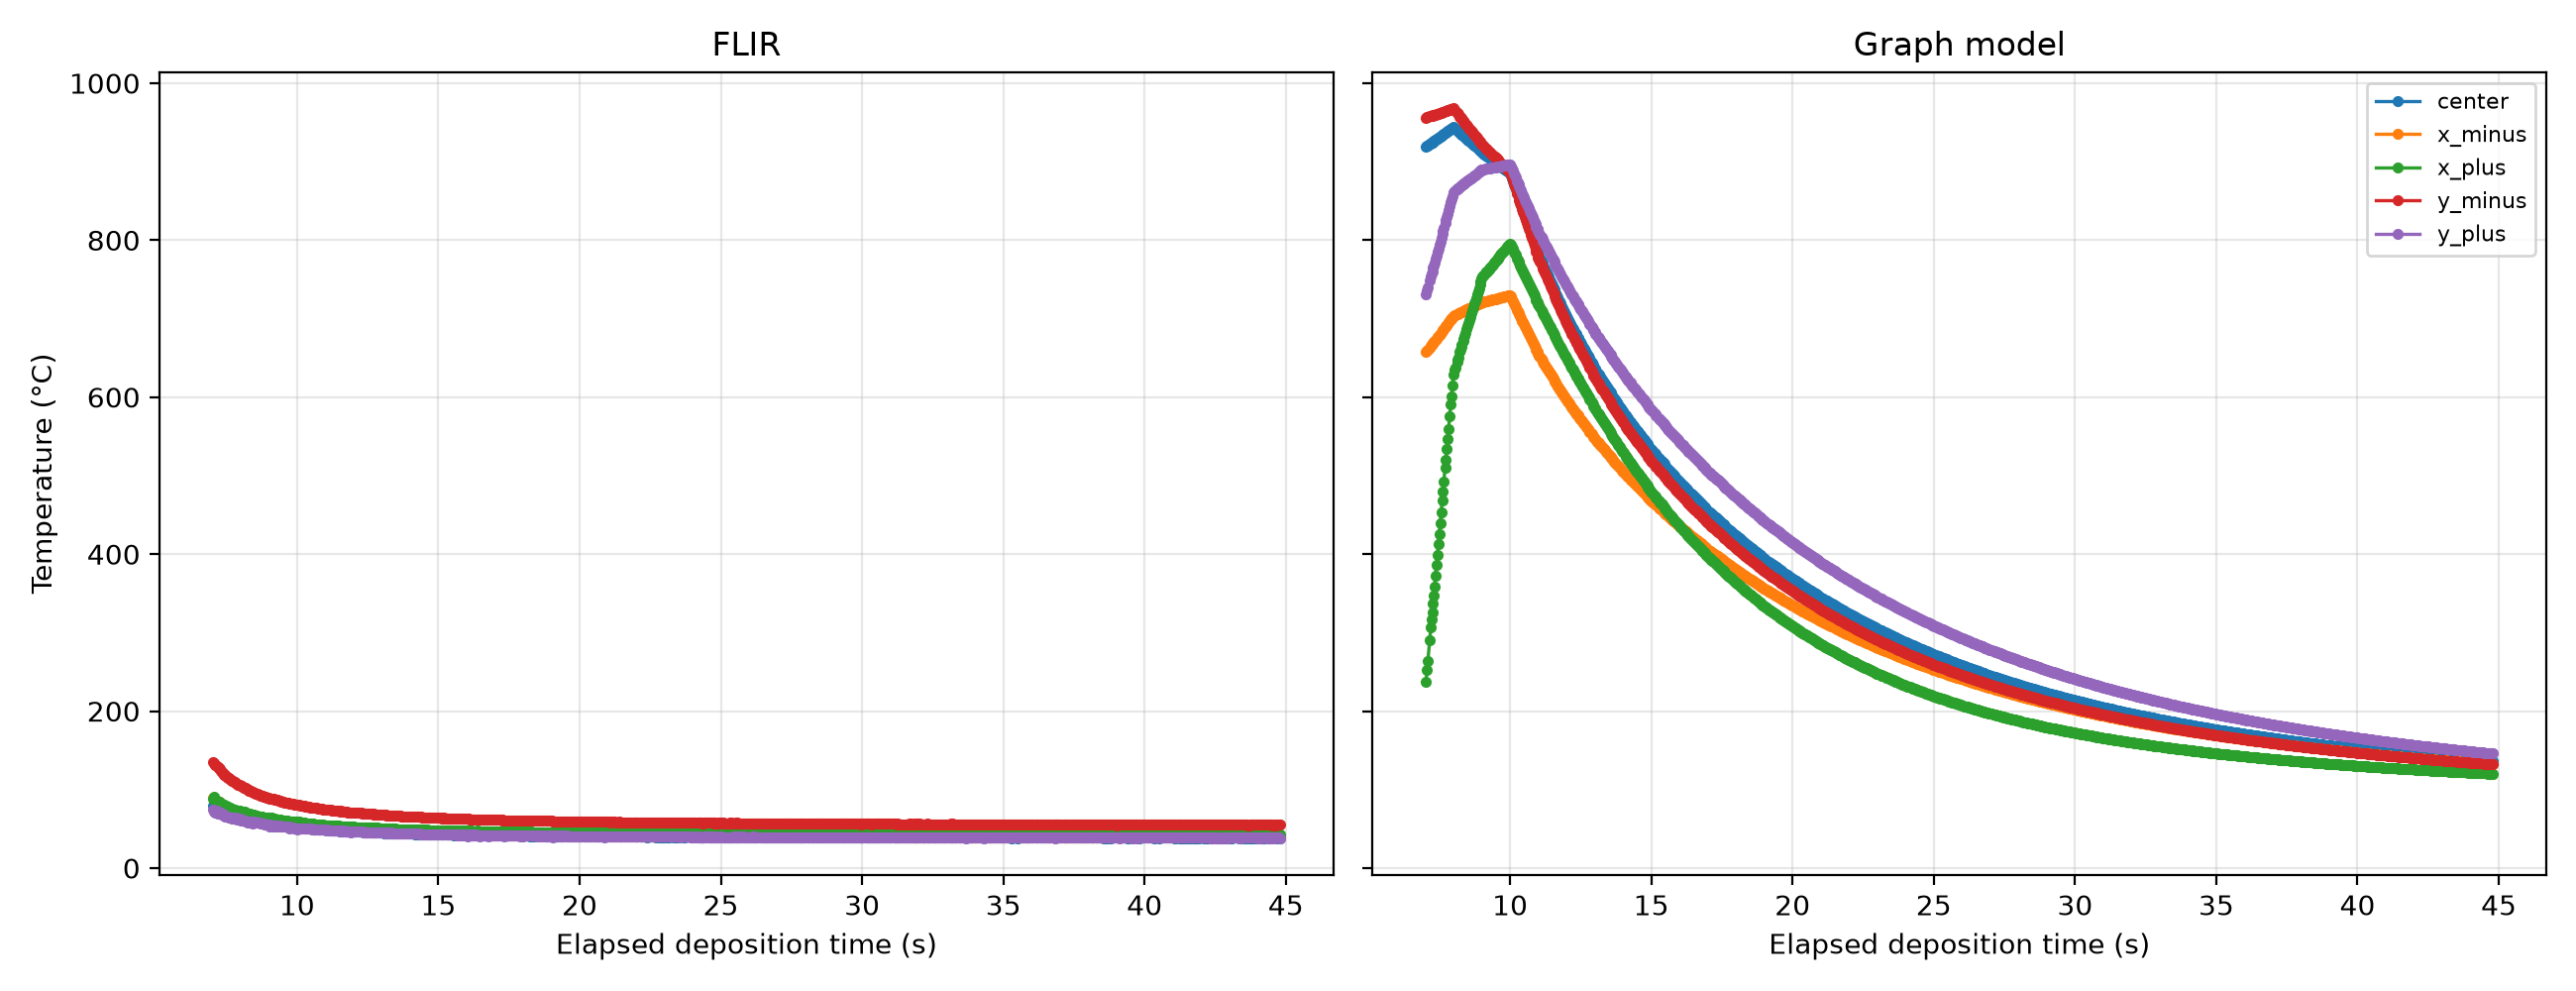 FLIR
Temperature (°C)
1000
800
600
400
200
0
10 15 20 25 30 35 40 45
Elapsed deposition time (s)
Graph model
center
x_minus
x_plus
y_minus
y_plus
10 15 20 25 30 35 40 45
Elapsed deposition time (s)